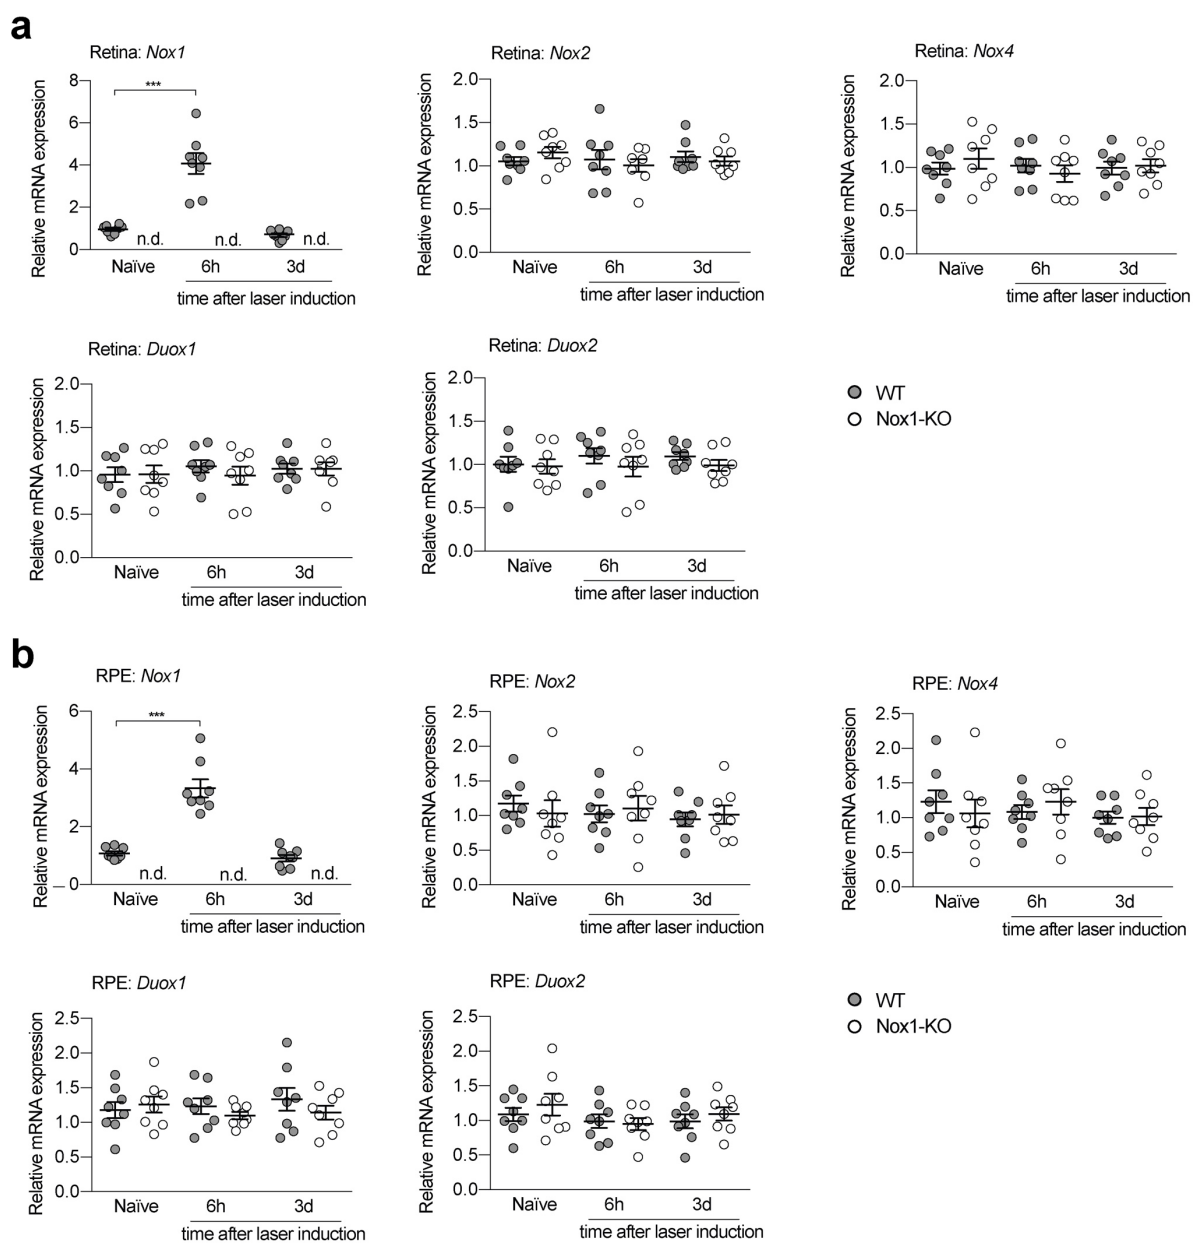 a
Retina: Nox1
Relative mRNA expression
8
6
4
2
0
***
n.d.
n.d.
n.d.
Naïve
6h
3d
time after laser induction
Retina: Nox2
Relative mRNA expression
2.0
1.5
1.0
0.5
0.0
Naïve
6h
3d
time after laser induction
Retina: Nox4
Relative mRNA expression
2.0
1.5
1.0
0.5
0.0
Naïve
6h
3d
time after laser induction
Retina: Duox1
Relative mRNA expression
2.0
1.5
1.0
0.5
0.0
Naïve
6h
3d
time after laser induction
Retina: Duox2
Relative mRNA expression
2.0
1.5
1.0
0.5
0.0
Naïve
6h
3d
time after laser induction
WT
Nox1-KO
b
RPE: Nox1
Relative mRNA expression
6
4
2
0
***
n.d.
n.d.
n.d.
Naïve
6h
3d
time after laser induction
RPE: Nox2
Relative mRNA expression
2.5
2.0
1.5
1.0
0.5
0.0
Naïve
6h
3d
time after laser induction
RPE: Nox4
Relative mRNA expression
2.5
2.0
1.5
1.0
0.5
0.0
Naïve
6h
3d
time after laser induction
RPE: Duox1
Relative mRNA expression
2.5
2.0
1.5
1.0
0.5
0.0
Naïve
6h
3d
time after laser induction
RPE: Duox2
Relative mRNA expression
2.5
2.0
1.5
1.0
0.5
0.0
Naïve
6h
3d
time after laser induction
WT
Nox1-KO